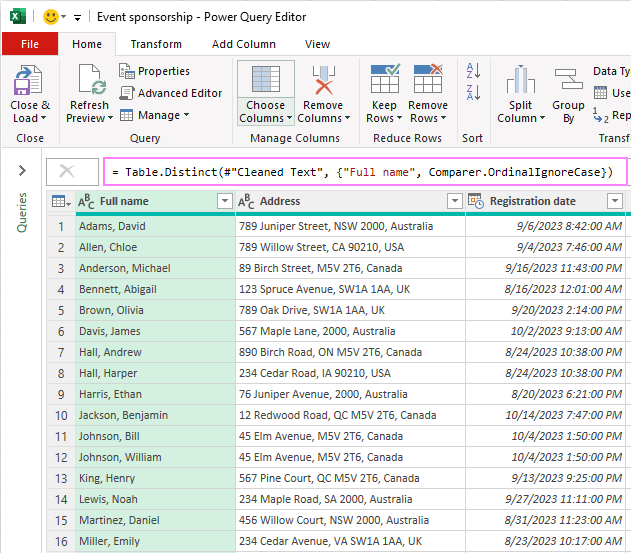 Event sponsorship - Power Query Editor
File Home Transform Add Column View
Close & Load
Refresh Preview
Properties
Advanced Editor
Manage
Choose Columns
Remove Columns
Keep Rows
Remove Rows
A Z
Z A
Split Column
Group By
Data Ty
Use
1 2 Re
Close Query Manage Columns Reduce Rows Sort Transf
= Table.Distinct(#"Cleaned Text", {"Full name", Comparer.OrdinalIgnoreCase})
Queries
ABC Full name ABC Address Registration date
1 Adams, David 789 Juniper Street, NSW 2000, Australia 9/6/2023 8:42:00 AM
2 Allen, Chloe 789 Willow Street, CA 90210, USA 9/4/2023 7:46:00 AM
3 Anderson, Michael 89 Birch Street, M5V 2T6, Canada 9/16/2023 11:43:00 PM
4 Bennett, Abigail 123 Spruce Avenue, SW1A 1AA, UK 8/16/2023 12:01:00 AM
5 Brown, Olivia 789 Oak Drive, SW1A 1AA, UK 9/20/2023 2:14:00 PM
6 Davis, James 567 Maple Lane, 2000, Australia 10/2/2023 9:13:00 AM
7 Hall, Andrew 890 Birch Road, ON M5V 2T6, Canada 8/24/2023 10:38:00 PM
8 Hall, Harper 234 Cedar Road, IA 90210, USA 8/24/2023 10:38:00 PM
9 Harris, Ethan 76 Juniper Avenue, 2000, Australia 8/20/2023 6:21:00 PM
10 Jackson, Benjamin 12 Redwood Road, QC M5V 2T6, Canada 10/14/2023 7:47:00 PM
11 Johnson, Bill 45 Elm Avenue, M5V 2T6, Canada 10/4/2023 1:50:00 PM
12 Johnson, William 45 Elm Avenue, M5V 2T6, Canada 10/4/2023 1:50:00 PM
13 King, Henry 567 Pine Court, QC M5V 2T6, Canada 9/13/2023 9:25:00 PM
14 Lewis, Noah 234 Maple Road, SA 2000, Australia 9/27/2023 11:11:00 PM
15 Martinez, Daniel 456 Willow Court, NSW 2000, Australia 8/31/2023 11:23:00 AM
16 Miller, Emily 234 Cedar Avenue, VA SW1A 1AA, UK 8/23/2023 10:17:00 AM